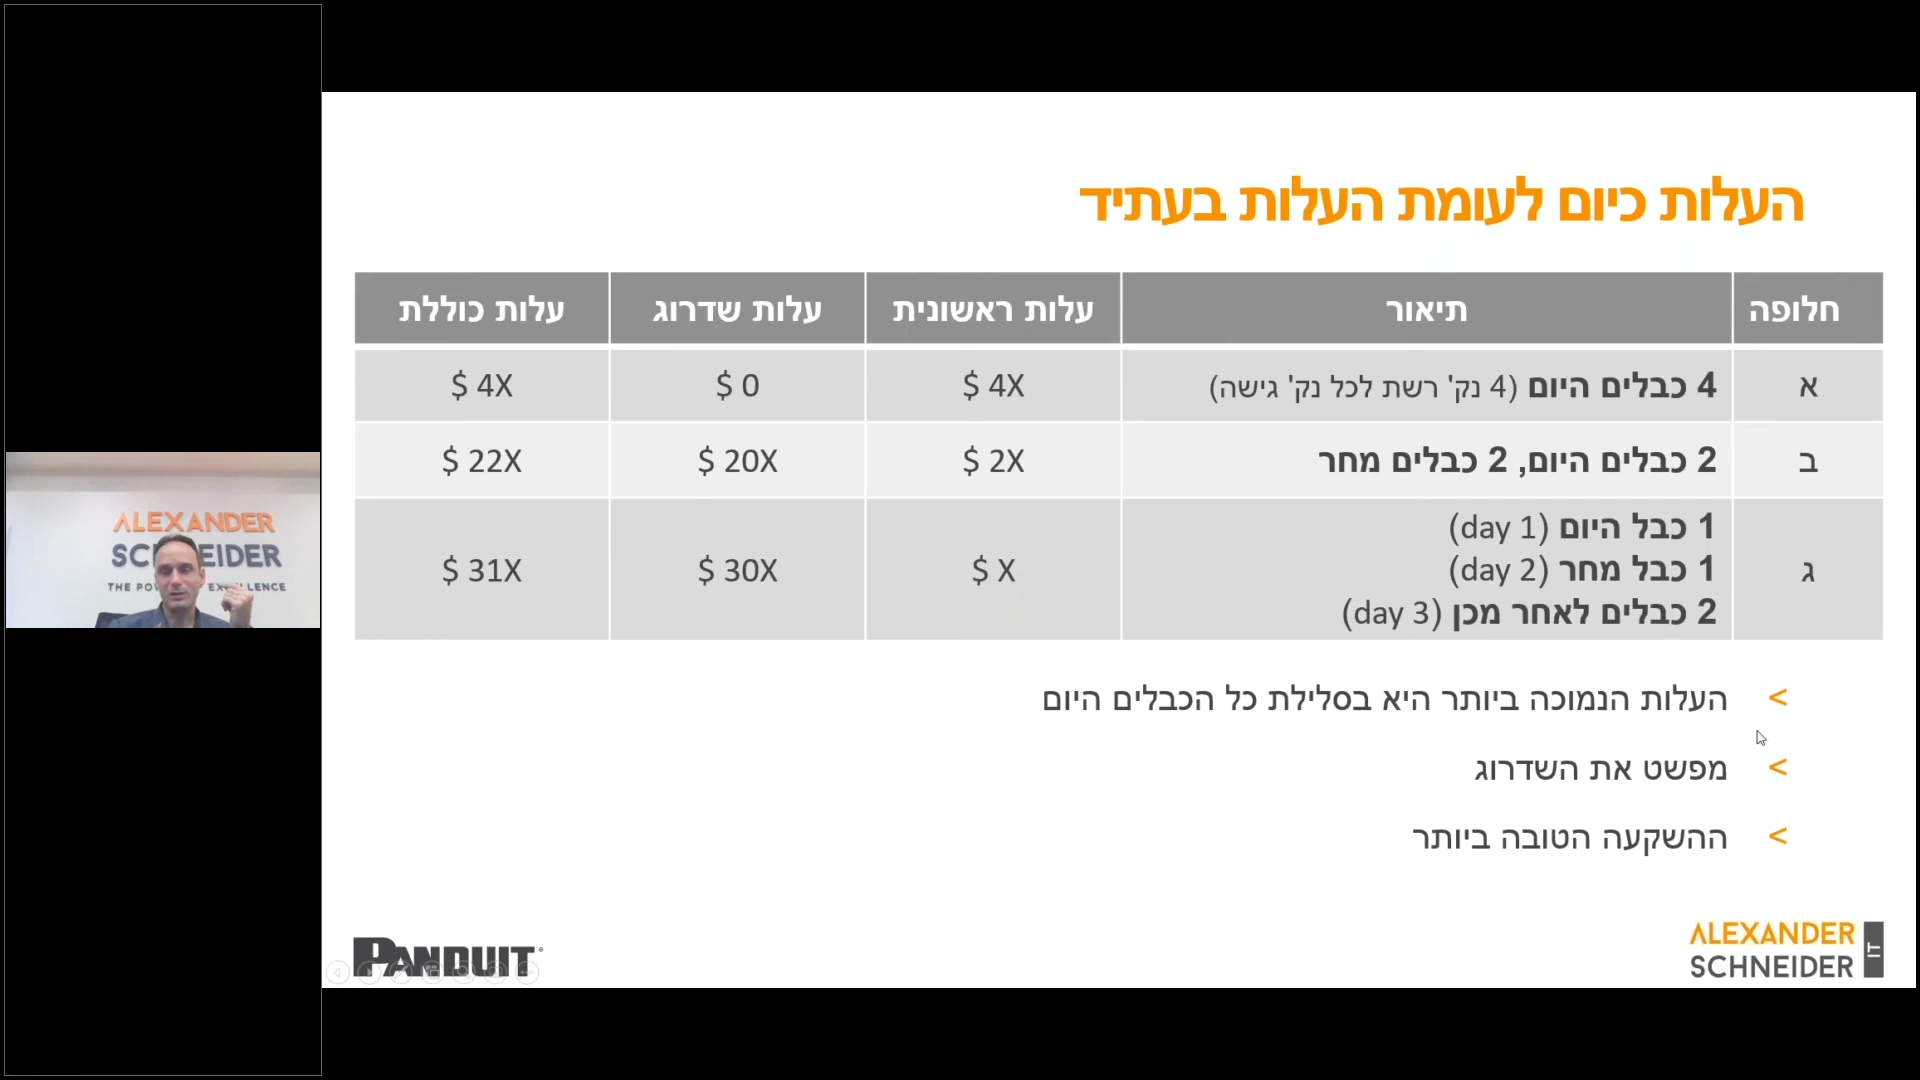 העלות כיום לעומת העלות בעתיד
חלופה תיאור עלות ראשונית עלות שדרוג עלות כוללת
א 4 כבלים היום (4 נק' רשת לכל נק' גישה) $ 4X $ 0 $ 4X
ב 2 כבלים היום, 2 כבלים מחר $ 2X $ 20X $ 22X
ג 1 כבל היום (day 1) $ X $ 30X $ 31X
1 כבל מחר (day 2)
2 כבלים לאחר מכן (day 3)
> העלות הנמוכה ביותר היא בסלילת כל הכבלים היום
> מפשט את השדרוג
> ההשקעה הטובה ביותר
PANDUIT
ALEXANDER
SCHNEIDER
IT
ALEXANDER